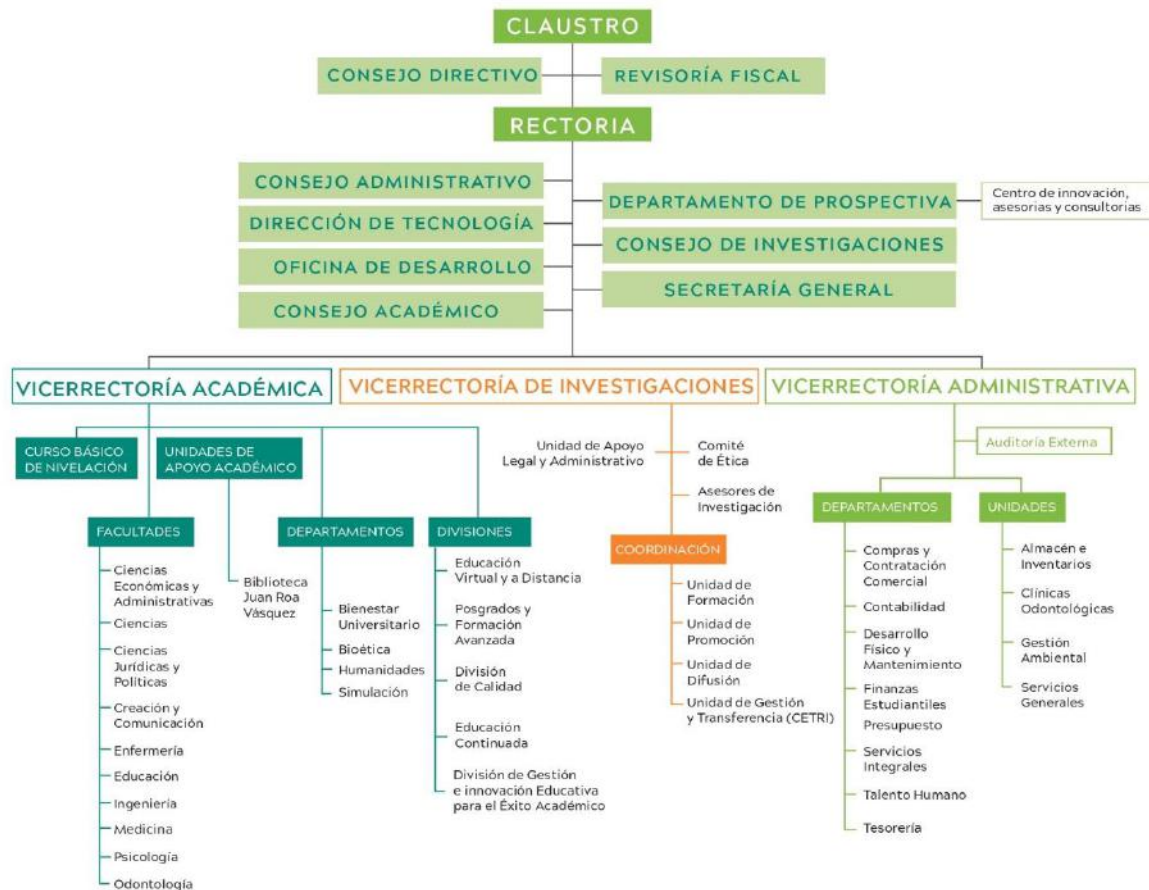 CLAUSTRO
CONSEJO DIRECTIVO
REVISORÍA FISCAL
RECTORIA
CONSEJO ADMINISTRATIVO
DIRECCIÓN DE TECNOLOGÍA
OFICINA DE DESARROLLO
CONSEJO ACADÉMICO
DEPARTAMENTO DE PROSPECTIVA
Centro de innovación,
asesorias y consultorias
CONSEJO DE INVESTIGACIONES
SECRETARÍA GENERAL
VICERRECTORÍA ACADÉMICA
CURSO BÁSICO
DE NIVELACIÓN
UNIDADES DE
APOYO ACADÉMICO
FACULTADES
Ciencias
Económicas y
Administrativas
Ciencias
Ciencias
Jurídicas y
Políticas
Creación y
Comunicación
Enfermería
Educación
Ingeniería
Medicina
Psicología
Odontología
Biblioteca
Juan Roa
Vásquez
DEPARTAMENTOS
Bienestar
Universitario
Bioética
Humanidades
Simulación
DIVISIONES
Educación
Virtual y a Distancia
Posgrados y
Formación
Avanzada
División
de Calidad
Educación
Continuada
División de Gestión
e innovación Educativa
para el Éxito Académico
VICERRECTORÍA DE INVESTIGACIONES
Unidad de Apoyo
Legal y Administrativo
Comité
de Ética
Asesores de
Investigación
COORDINACIÓN
Unidad de
Formación
Unidad de
Promoción
Unidad de
Difusión
Unidad de Gestión
y Transferencia (CETRI)
VICERRECTORÍA ADMINISTRATIVA
Auditoría Externa
DEPARTAMENTOS
Compras y
Contratación
Comercial
Contabilidad
Desarrollo
Físico y
Mantenimiento
Finanzas
Estudiantiles
Presupuesto
Servicios
Integrales
Talento Humano
Tesorería
UNIDADES
Almacén e
Inventarios
Clínicas
Odontológicas
Gestión
Ambiental
Servicios
Generales